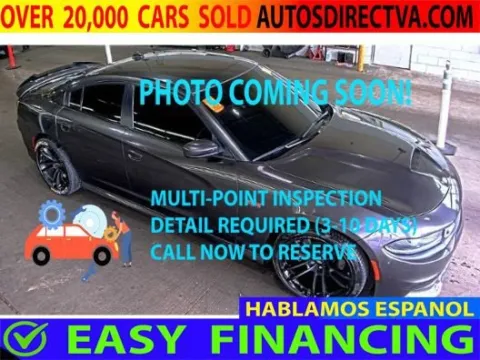 OVER 20,000 CARS SOLD AUTOSDIRECTVA.COM
PHOTO COMING SOON!
MULTI-POINT INSPECTION
DETAIL REQUIRED (3-10 DAYS)
CALL NOW TO RESERVE
HABLAMOS ESPANOL
EASY FINANCING